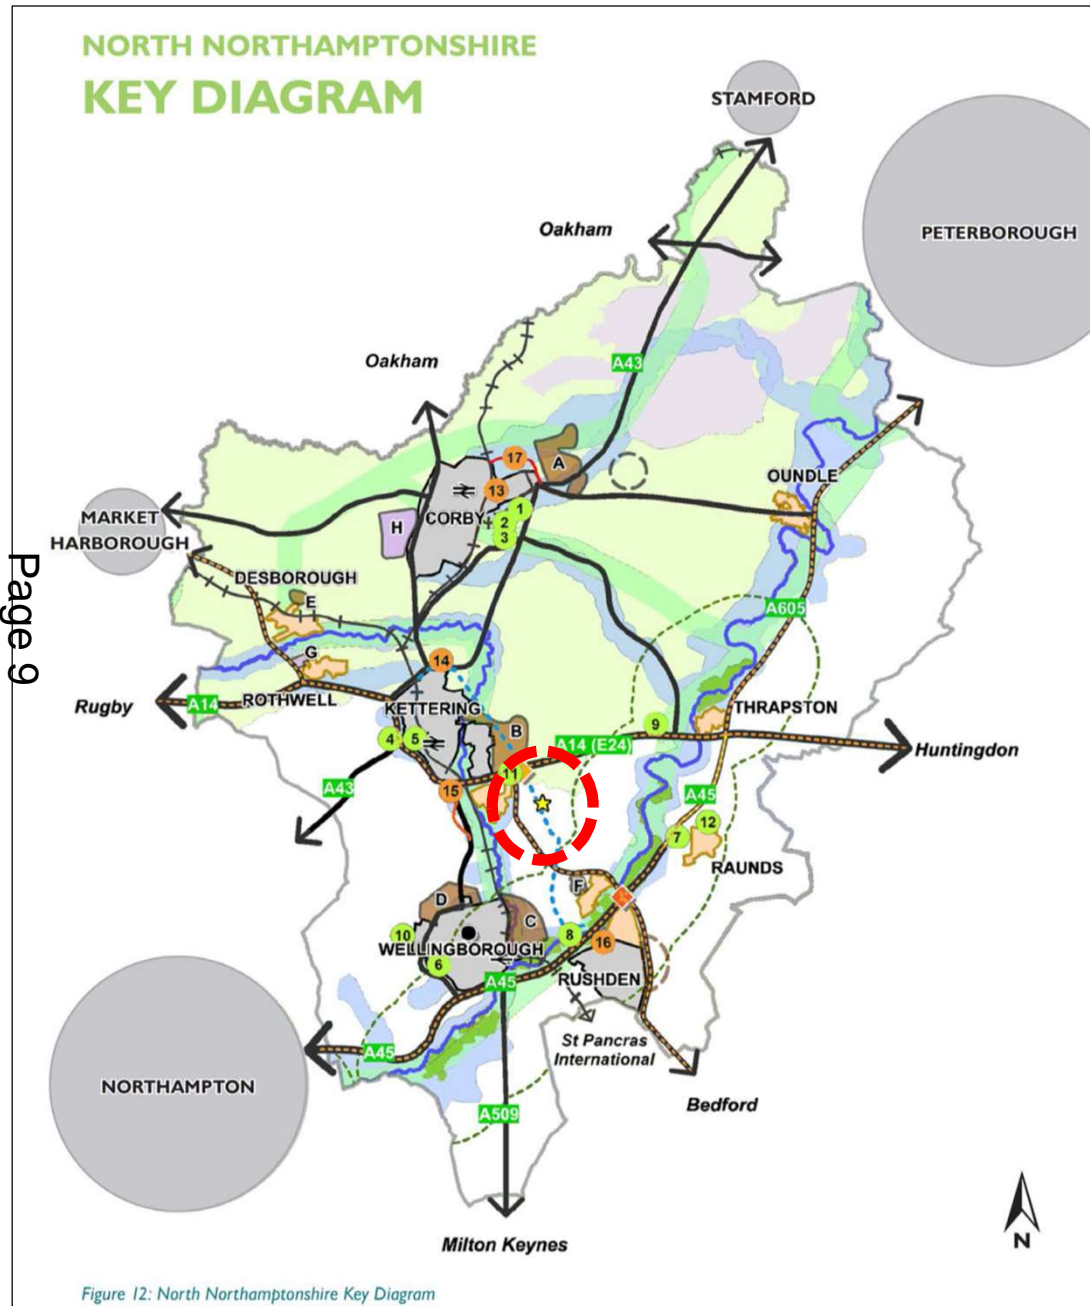 NORTH NORTHAMPTONSHIRE
KEY DIAGRAM
STAMFORD
PETERBOROUGH
Oakham
Oakham
A43
17
A
OUNDLE
13
MARKET
HARBOROUGH
H
CORBY
1
2
3
Page 9
DESBOROUGH
E
A605
G
14
Rugby
A14
ROTHWELL
KETTERING
THRAPSTON
4
5
B
9
A14 (E24)
Huntingdon
11
A43
15
A45
12
7
RAUNDS
F
D
C
10
WELLINGBOROUGH
8
16
6
A45
RUSHDEN
St Pancras
International
A45
NORTHAMPTON
Bedford
A509
Milton Keynes
N
Figure 12: North Northamptonshire Key Diagram